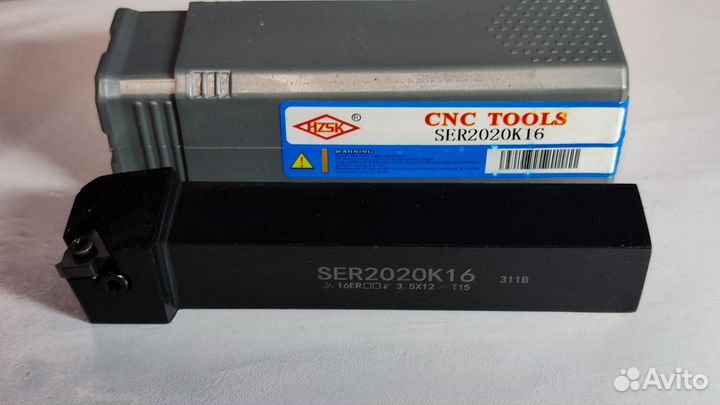 HZSK ®
CNC TOOLS
SER2020K16
WARNING
SER2020K16 311B
16ER□□ 3.5X12 T15
Avito